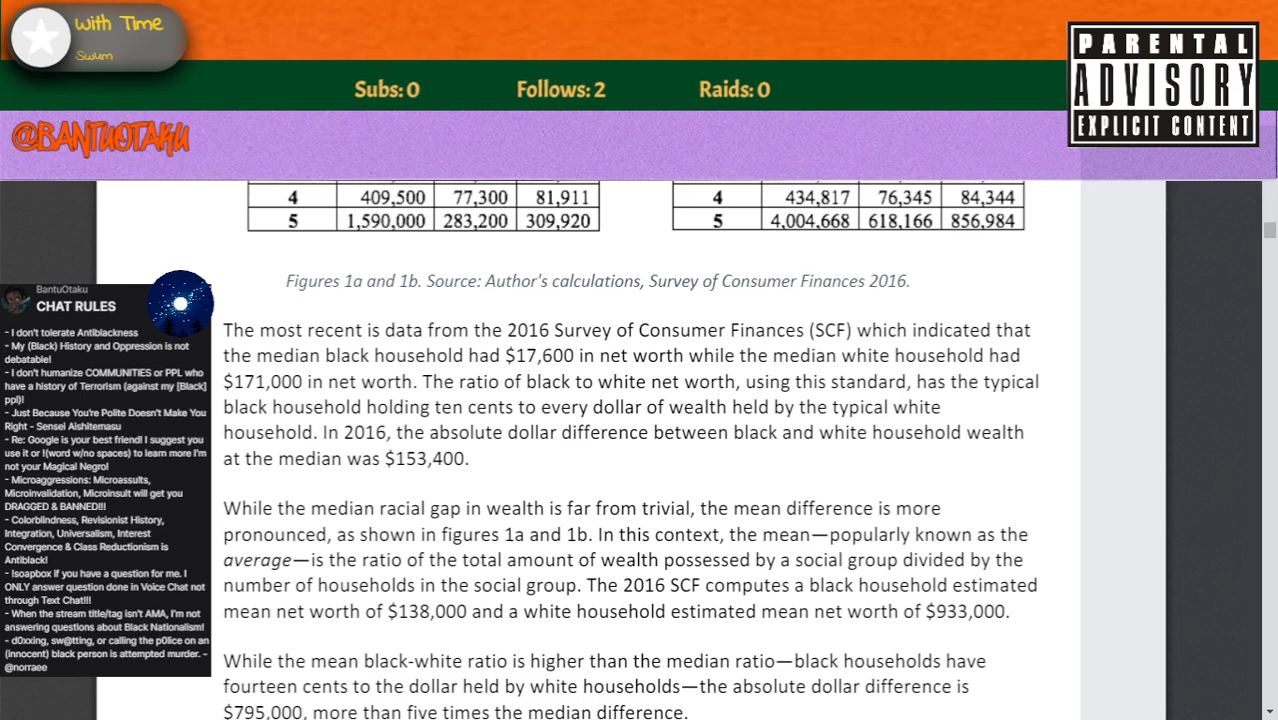 With Time
Swum
Subs: 0
Follows: 2
Raids: 0
PARENTAL
ADVISORY
EXPLICIT CONTENT
@BANTUOTAKU
4 409,500 77,300 81,911
5 1,590,000 283,200 309,920
4 434,817 76,345 84,344
5 4,004,668 618,166 856,984
Figures 1a and 1b. Source: Author's calculations, Survey of Consumer Finances 2016.
BantuOtaku
CHAT RULES
- I don't tolerate Antiblackness
- My (Black) History and Oppression is not
debatable!
- I don't humanize COMMUNITIES or PPL who
have a history of Terrorism (against my [Black]
ppl)!
- Just Because You're Polite Doesn't Make You
Right - Sensei Aishitemasu
- Re: Google is your best friend! I suggest you
use it or !(word w/no spaces) to learn more I'm
not your Magical Negro!
- Microaggressions: Microassults,
Microinvalidation, Microinsult will get you
DRAGGED & BANNED!!!
- Colorblindness, Revisionist History,
Integration, Universalism, Interest
Convergence & Class Reductionism is
Antiblack!
- !soapbox if you have a question for me. I
ONLY answer question done in Voice Chat not
through Text Chat!!!
- When the stream title/tag isn't AMA, I'm not
answering questions about Black Nationalism!
- d0xxing, sw@tting, or calling the p0lice on an
(innocent) black person is attempted murder. -
@norraee
The most recent is data from the 2016 Survey of Consumer Finances (SCF) which indicated that
the median black household had $17,600 in net worth while the median white household had
$171,000 in net worth. The ratio of black to white net worth, using this standard, has the typical
black household holding ten cents to every dollar of wealth held by the typical white
household. In 2016, the absolute dollar difference between black and white household wealth
at the median was $153,400.
While the median racial gap in wealth is far from trivial, the mean difference is more
pronounced, as shown in figures 1a and 1b. In this context, the mean—popularly known as the
average—is the ratio of the total amount of wealth possessed by a social group divided by the
number of households in the social group. The 2016 SCF computes a black household estimated
mean net worth of $138,000 and a white household estimated mean net worth of $933,000.
While the mean black-white ratio is higher than the median ratio—black households have
fourteen cents to the dollar held by white households—the absolute dollar difference is
$795,000, more than five times the median difference.